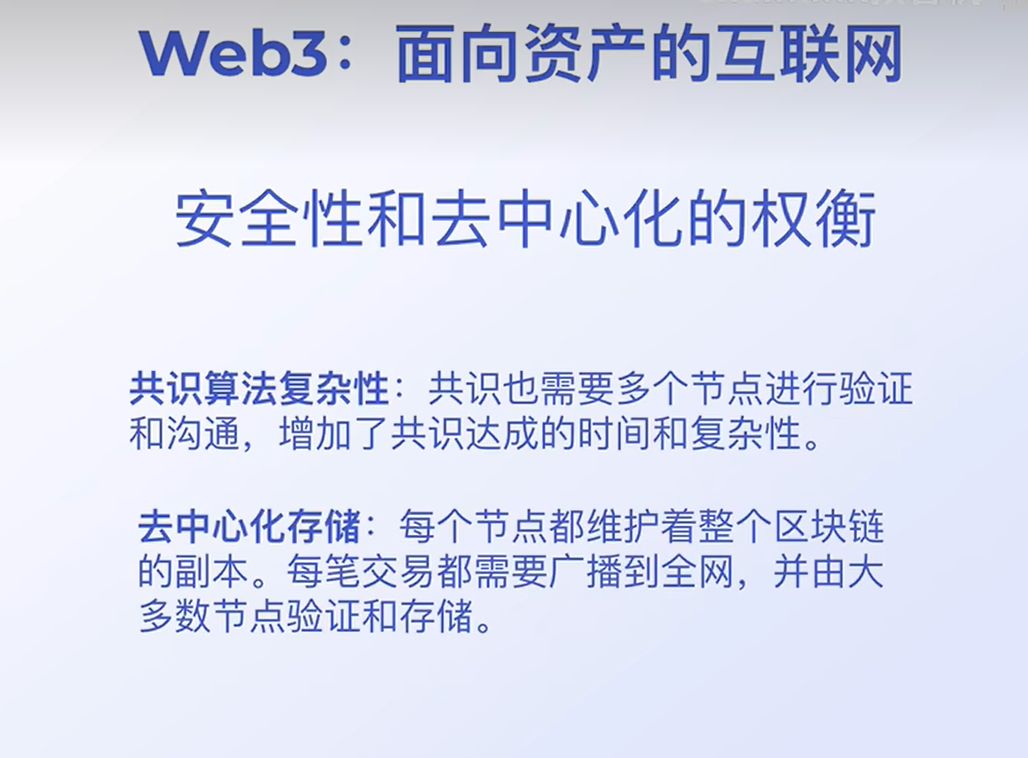 Web3：面向资产的互联网
安全性和去中心化的权衡
共识算法复杂性：共识也需要多个节点进行验证
和沟通，增加了共识达成的时间和复杂性。
去中心化存储：每个节点都维护着整个区块链
的副本。每笔交易都需要广播到全网，并由大
多数节点验证和存储。